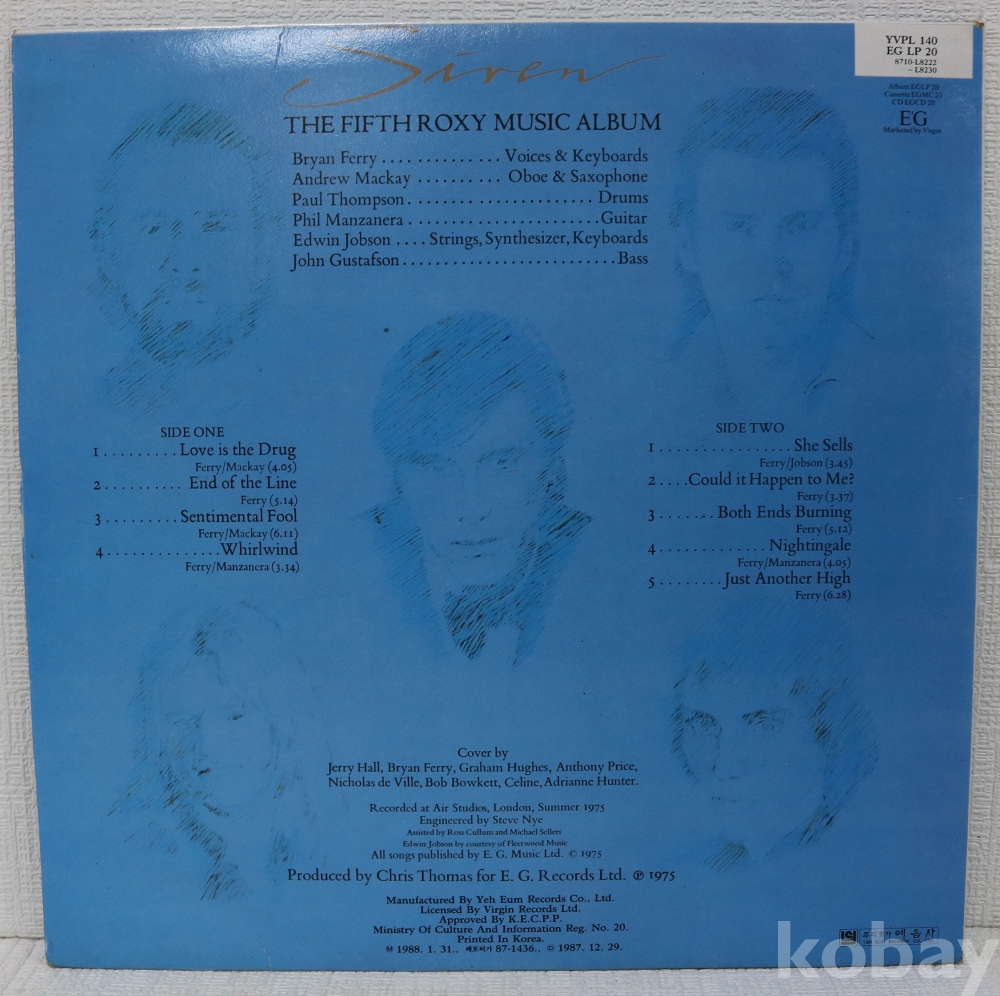 Siren
THE FIFTH ROXY MUSIC ALBUM
Bryan Ferry . . . . . . . . . . . . . . . Voices & Keyboards
Andrew Mackay . . . . . . . . . . Oboe & Saxophone
Paul Thompson . . . . . . . . . . . . . . . . . . . . . . . Drums
Phil Manzanera . . . . . . . . . . . . . . . . . . . . . . . . Guitar
Edwin Jobson . . . . Strings, Synthesizer, Keyboards
John Gustafson . . . . . . . . . . . . . . . . . . . . . . . . . . Bass
YVPL 140
EG LP 20
8710-L8222
~ L8230
Album EGLP 20
Cassette EGMC 20
CD EGCD 20
EG
Marketed by Virgin
SIDE ONE
1 . . . . . . . . . Love is the Drug
Ferry/Mackay (4.05)
2 . . . . . . . . . . End of the Line
Ferry (5.14)
3 . . . . . . . . . Sentimental Fool
Ferry/Mackay (6.11)
4 . . . . . . . . . . . . . . Whirlwind
Ferry/Manzanera (3.34)
SIDE TWO
1 . . . . . . . . . . . . . . . . She Sells
Ferry/Jobson (3.45)
2 . . . . Could it Happen to Me?
Ferry (3.37)
3 . . . . . . . Both Ends Burning
Ferry (5.12)
4 . . . . . . . . . . . . . Nightingale
Ferry/Manzanera (4.05)
5 . . . . . . . . Just Another High
Ferry (6.28)
Cover by
Jerry Hall, Bryan Ferry, Graham Hughes, Anthony Price,
Nicholas de Ville, Bob Bowkett, Celine, Adrianne Hunter.
Recorded at Air Studios, London, Summer 1975
Engineered by Steve Nye
Assisted by Ross Cullum and Michael Sellers
Edwin Jobson by courtesy of Fleetwood Music
All songs published by E. G. Music Ltd. © 1975
Produced by Chris Thomas for E. G. Records Ltd. ℗ 1975
Manufactured By Yeh Eum Records Co., Ltd.
Licensed By Virgin Records Ltd.
Approved By K.E.C.P.P.
Ministry Of Culture And Information Reg. No. 20.
Printed In Korea.
Ⓜ 1988. 1. 31., 87-1436., © 1987. 12. 29.
주식회사 예음사
kobay